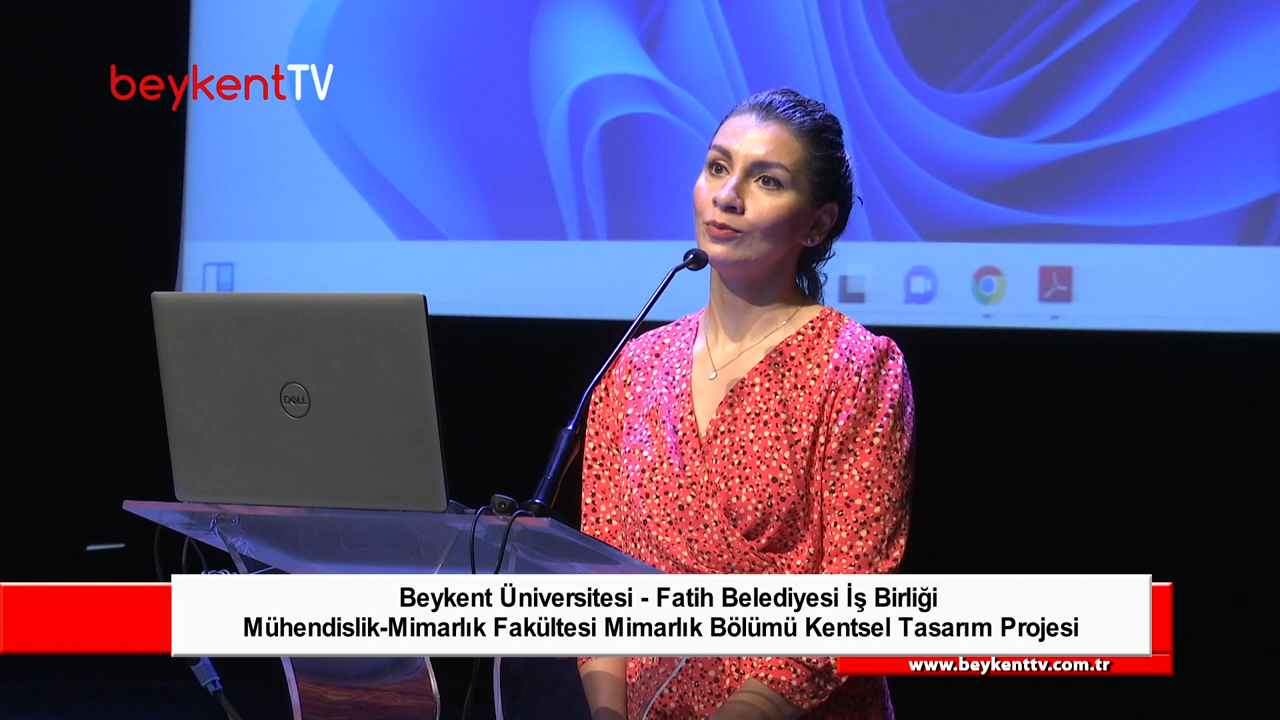 beykentTV
DELL
Beykent Üniversitesi - Fatih Belediyesi İş Birliği
Mühendislik-Mimarlık Fakültesi Mimarlık Bölümü Kentsel Tasarım Projesi
www.beykenttv.com.tr